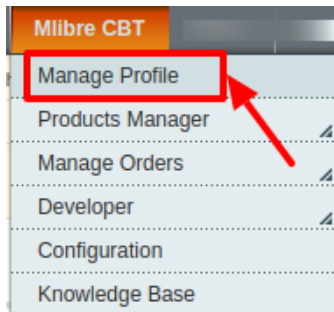 Mlibre CBT
Manage Profile
Products Manager
Manage Orders
Developer
Configuration
Knowledge Base